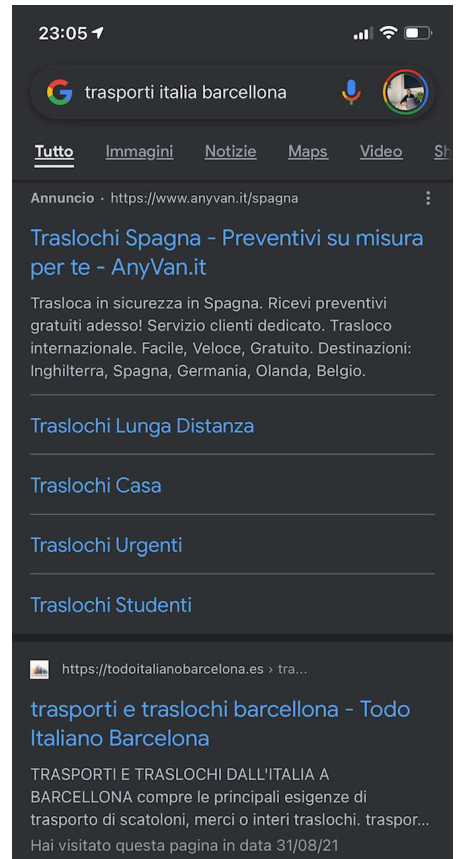 23:05
trasporti italia barcellona
Tutto Immagini Notizie Maps Video Sh
Annuncio · https://www.anyvan.it/spagna
Traslochi Spagna - Preventivi su misura
per te - AnyVan.it
Trasloca in sicurezza in Spagna. Ricevi preventivi
gratuiti adesso! Servizio clienti dedicato. Trasloco
internazionale. Facile, Veloce, Gratuito. Destinazioni:
Inghilterra, Spagna, Germania, Olanda, Belgio.
Traslochi Lunga Distanza
Traslochi Casa
Traslochi Urgenti
Traslochi Studenti
https://todoitalianobarcelona.es › tra...
trasporti e traslochi barcellona - Todo
Italiano Barcelona
TRASPORTI E TRASLOCHI DALL'ITALIA A
BARCELLONA compre le principali esigenze di
trasporto di scatoloni, merci o interi traslochi. traspor...
Hai visitato questa pagina in data 31/08/21